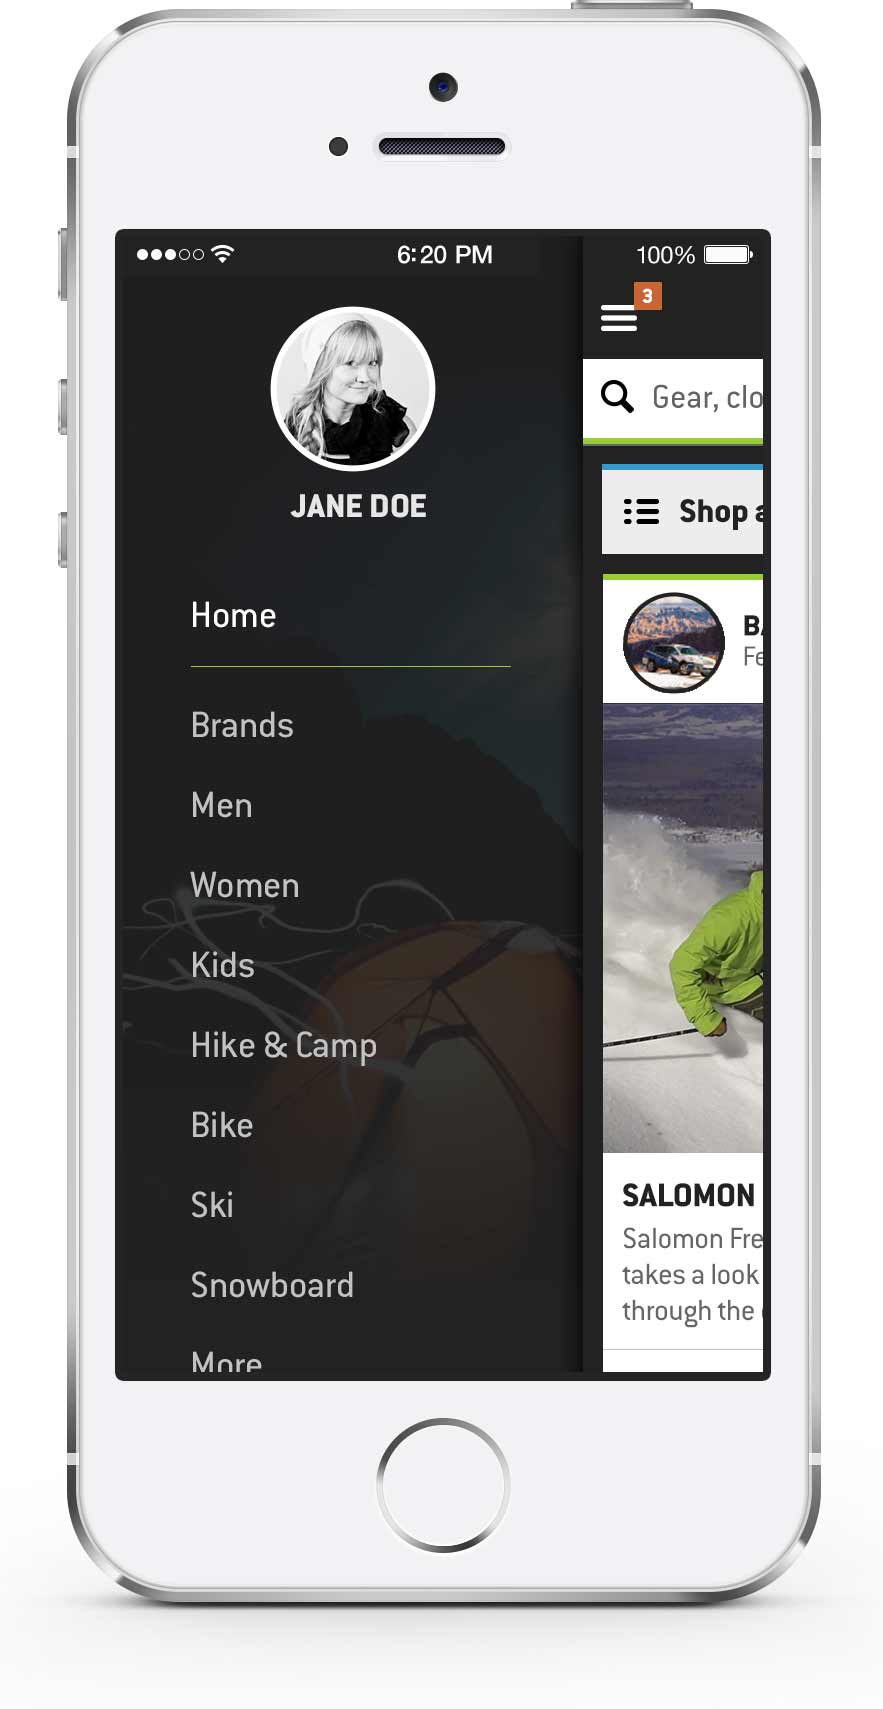 6:20 PM
100%
3
JANE DOE
Home
Brands
Men
Women
Kids
Hike & Camp
Bike
Ski
Snowboard
More
Gear, clo
Shop a
BA
Fe
SALOMON
Salomon Fre
takes a look
through the